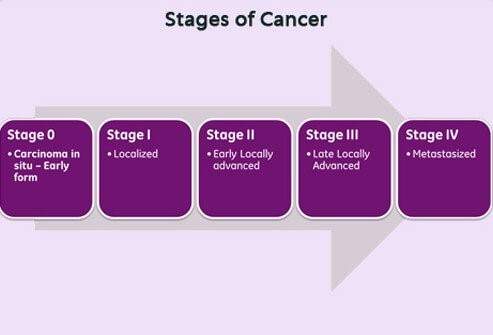 Stages of Cancer
Stage 0
• Carcinoma in
situ – Early
form
Stage I
• Localized
Stage II
• Early Locally
advanced
Stage III
• Late Locally
Advanced
Stage IV
• Metastasized